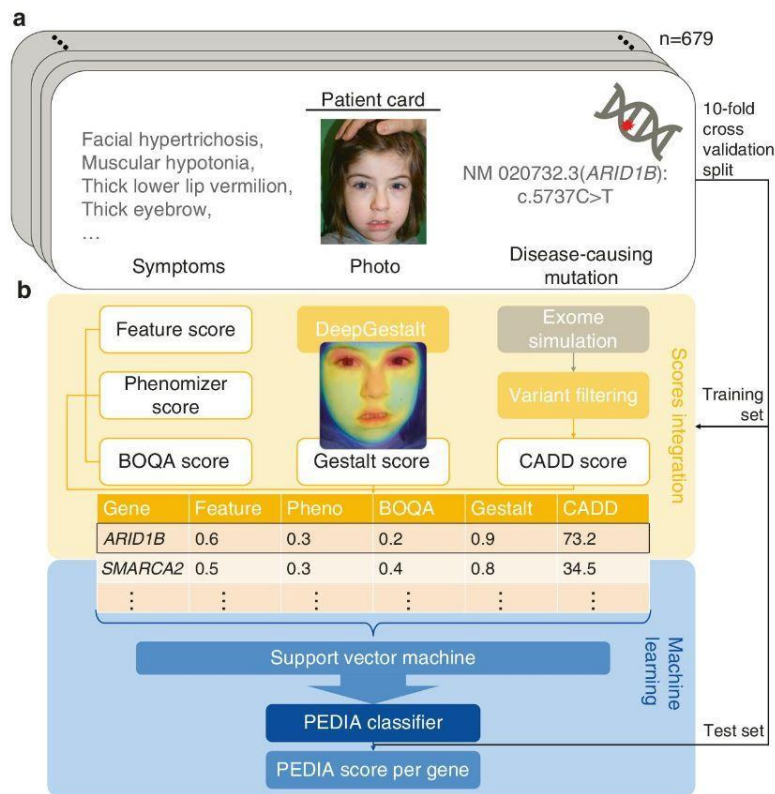 a
n=679
Patient card
Facial hypertrichosis,
Muscular hypotonia,
Thick lower lip vermilion,
Thick eyebrow,
...
NM 020732.3(ARID1B):
c.5737C>T
Symptoms
Photo
Disease-causing
mutation
10-fold
cross
validation
split
b
Feature score
DeepGestalt
Exome
simulation
Phenomizer
score
Variant filtering
BOQA score
Gestalt score
CADD score
Scores integration
Training
set
Gene Feature Pheno BOQA Gestalt CADD
ARID1B 0.6 0.3 0.2 0.9 73.2
SMARCA2 0.5 0.3 0.4 0.8 34.5
⋮ ⋮ ⋮ ⋮ ⋮ ⋮
Support vector machine
Machine
learning
PEDIA classifier
Test set
PEDIA score per gene